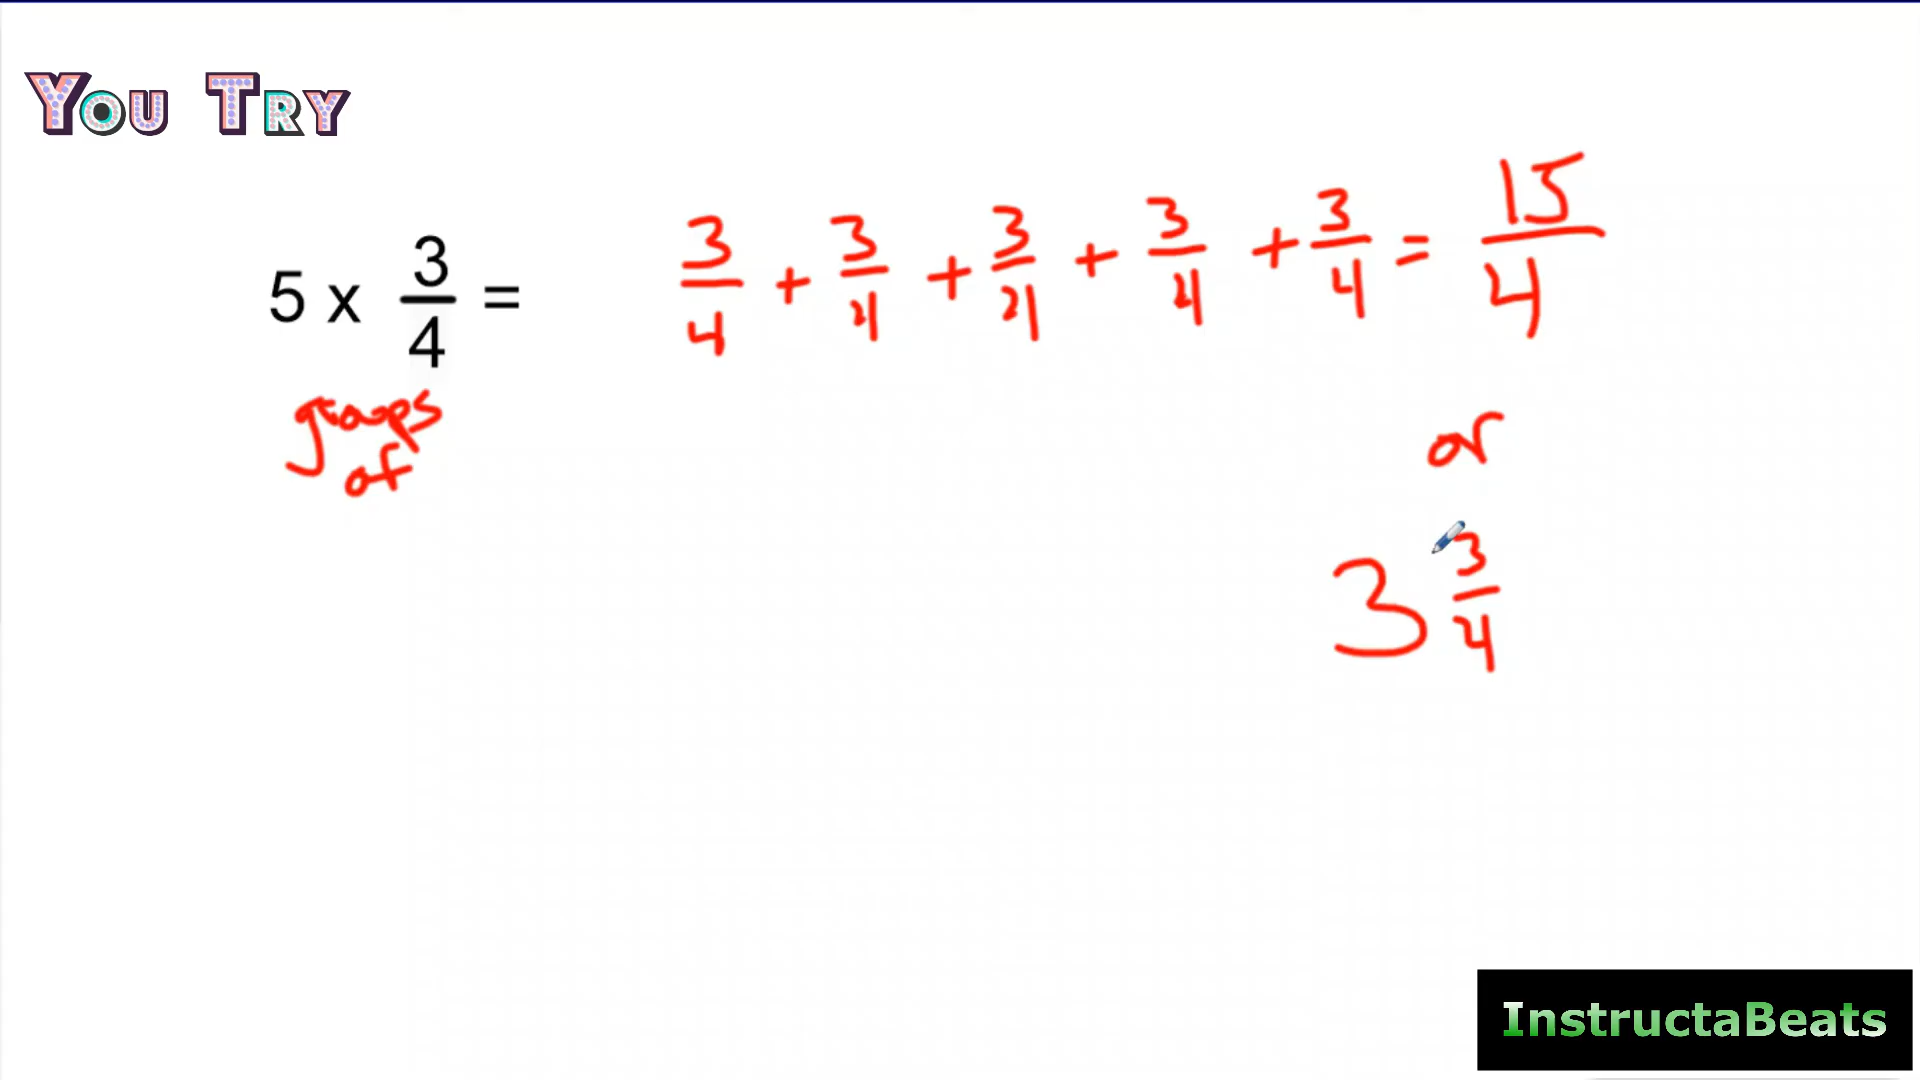 You Try
5 x 3/4 =
3/4 + 3/4 + 3/4 + 3/4 + 3/4 = 15/4
groups
of
or
3 3/4
InstructaBeats